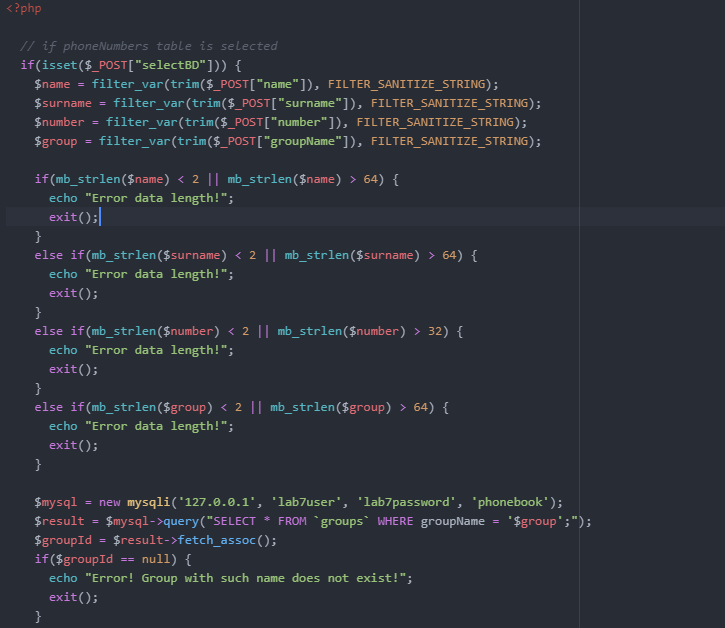 <?php
// if phoneNumbers table is selected
if(isset($_POST["selectBD"])) {
$name = filter_var(trim($_POST["name"]), FILTER_SANITIZE_STRING);
$surname = filter_var(trim($_POST["surname"]), FILTER_SANITIZE_STRING);
$number = filter_var(trim($_POST["number"]), FILTER_SANITIZE_STRING);
$group = filter_var(trim($_POST["groupName"]), FILTER_SANITIZE_STRING);
if(mb_strlen($name) < 2 || mb_strlen($name) > 64) {
echo "Error data length!";
exit();
}
else if(mb_strlen($surname) < 2 || mb_strlen($surname) > 64) {
echo "Error data length!";
exit();
}
else if(mb_strlen($number) < 2 || mb_strlen($number) > 32) {
echo "Error data length!";
exit();
}
else if(mb_strlen($group) < 2 || mb_strlen($group) > 64) {
echo "Error data length!";
exit();
}
$mysql = new mysqli('127.0.0.1', 'lab7user', 'lab7password', 'phonebook');
$result = $mysql->query("SELECT * FROM `groups` WHERE groupName = '$group';");
$groupId = $result->fetch_assoc();
if($groupId == null) {
echo "Error! Group with such name does not exist!";
exit();
}